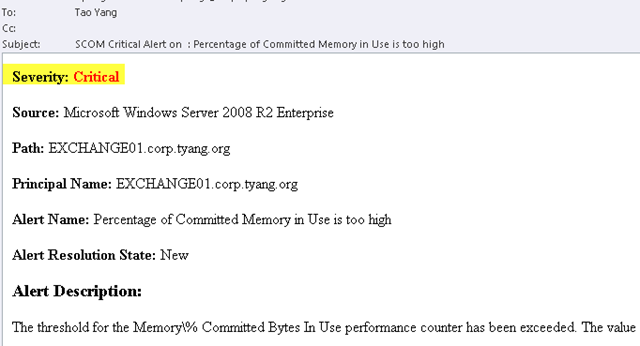 To: Tao Yang
Cc:
Subject: SCOM Critical Alert on : Percentage of Committed Memory in Use is too high
Severity: Critical
Source: Microsoft Windows Server 2008 R2 Enterprise
Path: EXCHANGE01.corp.tyang.org
Principal Name: EXCHANGE01.corp.tyang.org
Alert Name: Percentage of Committed Memory in Use is too high
Alert Resolution State: New
Alert Description:
The threshold for the Memory\% Committed Bytes In Use performance counter has been exceeded. The value